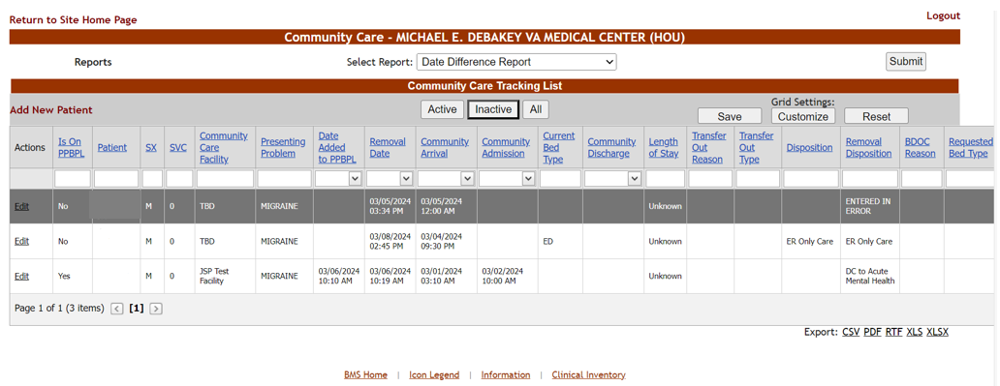 Return to Site Home Page
Logout
Community Care - MICHAEL E. DEBAKEY VA MEDICAL CENTER (HOU)
Reports Select Report: Date Difference Report Submit
Community Care Tracking List
Add New Patient Active Inactive All
Grid Settings:
Save Customize Reset
Actions
Is On
PPBPL
Patient
SX
SVC
Community
Care
Facility
Presenting
Problem
Date
Added
to PPBPL
Removal
Date
Community
Arrival
Community
Admission
Current
Bed
Type
Community
Discharge
Length
of Stay
Transfer
Out
Reason
Transfer
Out
Type
Disposition
Removal
Disposition
BDOC
Reason
Requested
Bed Type
Edit No M 0 TBD MIGRAINE
03/05/2024
03:34 PM
03/05/2024
12:00 AM
Unknown
ENTERED IN
ERROR
Edit No M 0 TBD MIGRAINE
03/08/2024
02:45 PM
03/04/2024
09:30 PM
ED Unknown ER Only Care ER Only Care
Edit Yes M 0
JSP Test
Facility
MIGRAINE
03/06/2024
10:10 AM
03/06/2024
10:19 AM
03/01/2024
03:10 AM
03/02/2024
10:00 AM
Unknown
DC to Acute
Mental Health
Page 1 of 1 (3 items) < [1] >
Export: CSV PDF RTF XLS XLSX
BMS Home | Icon Legend | Information | Clinical Inventory